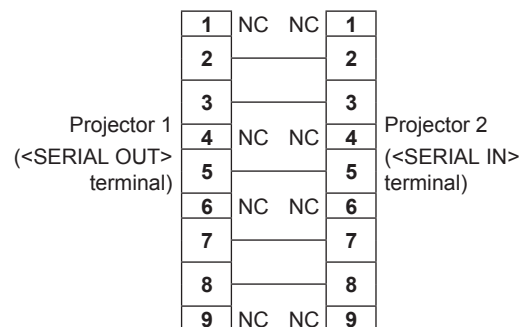 1 NC NC 1
2 2
3 3
Projector 1
(<SERIAL OUT>
terminal)
4 NC NC 4
Projector 2
(<SERIAL IN>
terminal)
5 5
6 NC NC 6
7 7
8 8
9 NC NC 9